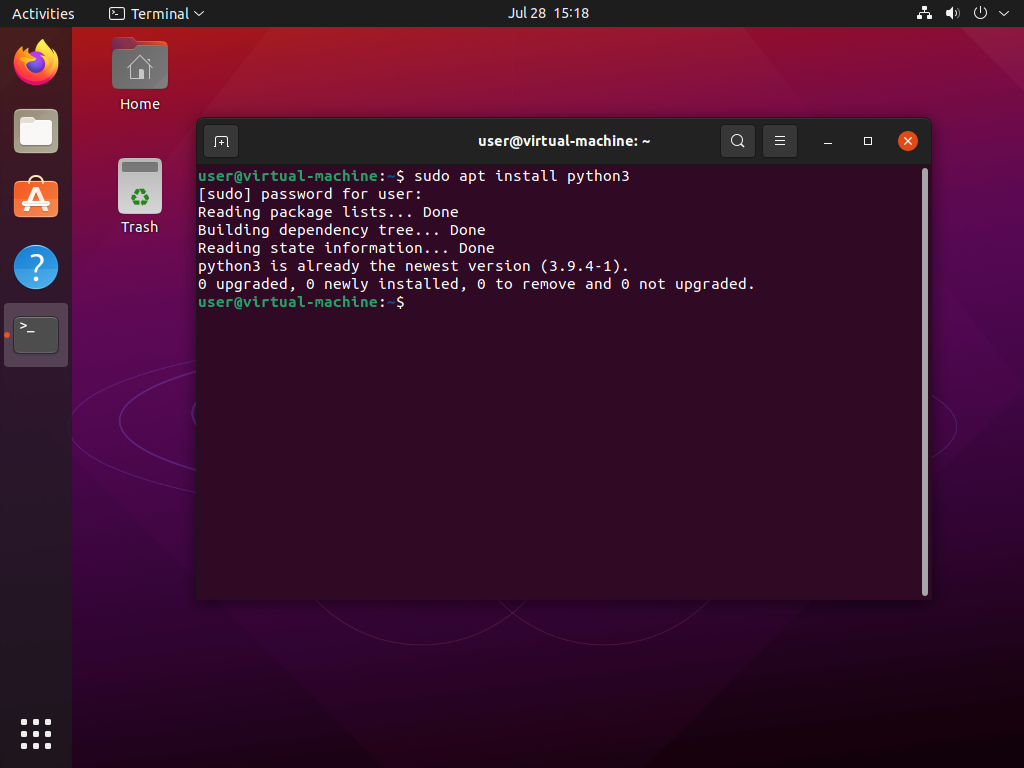 Activities
Terminal
Jul 28 15:18
Home
Trash
user@virtual-machine: ~
user@virtual-machine:~$ sudo apt install python3
[sudo] password for user:
Reading package lists... Done
Building dependency tree... Done
Reading state information... Done
python3 is already the newest version (3.9.4-1).
0 upgraded, 0 newly installed, 0 to remove and 0 not upgraded.
user@virtual-machine:~$